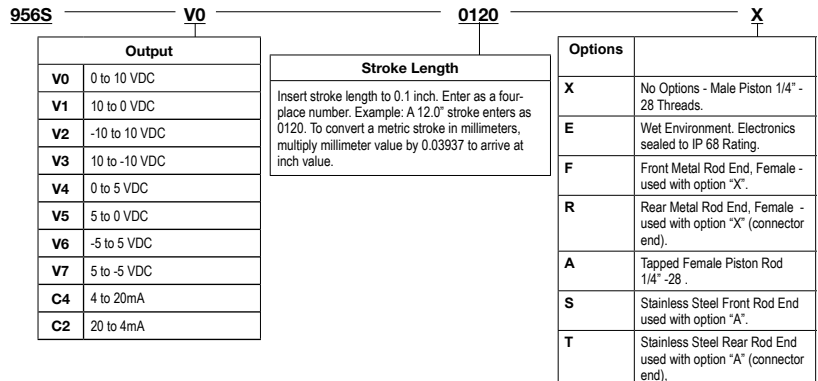 956S V0 0120 X
Output
V0 0 to 10 VDC
V1 10 to 0 VDC
V2 -10 to 10 VDC
V3 10 to -10 VDC
V4 0 to 5 VDC
V5 5 to 0 VDC
V6 -5 to 5 VDC
V7 5 to -5 VDC
C4 4 to 20mA
C2 20 to 4mA
Stroke Length
Insert stroke length to 0.1 inch. Enter as a four-
place number. Example: A 12.0” stroke enters as
0120. To convert a metric stroke in millimeters,
multiply millimeter value by 0.03937 to arrive at
inch value.
Options
X No Options - Male Piston 1/4” -
28 Threads.
E Wet Environment. Electronics
sealed to IP 68 Rating.
F Front Metal Rod End, Female -
used with option “X”.
R Rear Metal Rod End, Female -
used with option “X” (connector
end).
A Tapped Female Piston Rod
1/4” -28 .
S Stainless Steel Front Rod End
used with option “A”.
T Stainless Steel Rear Rod End
used with option “A” (connector
end),